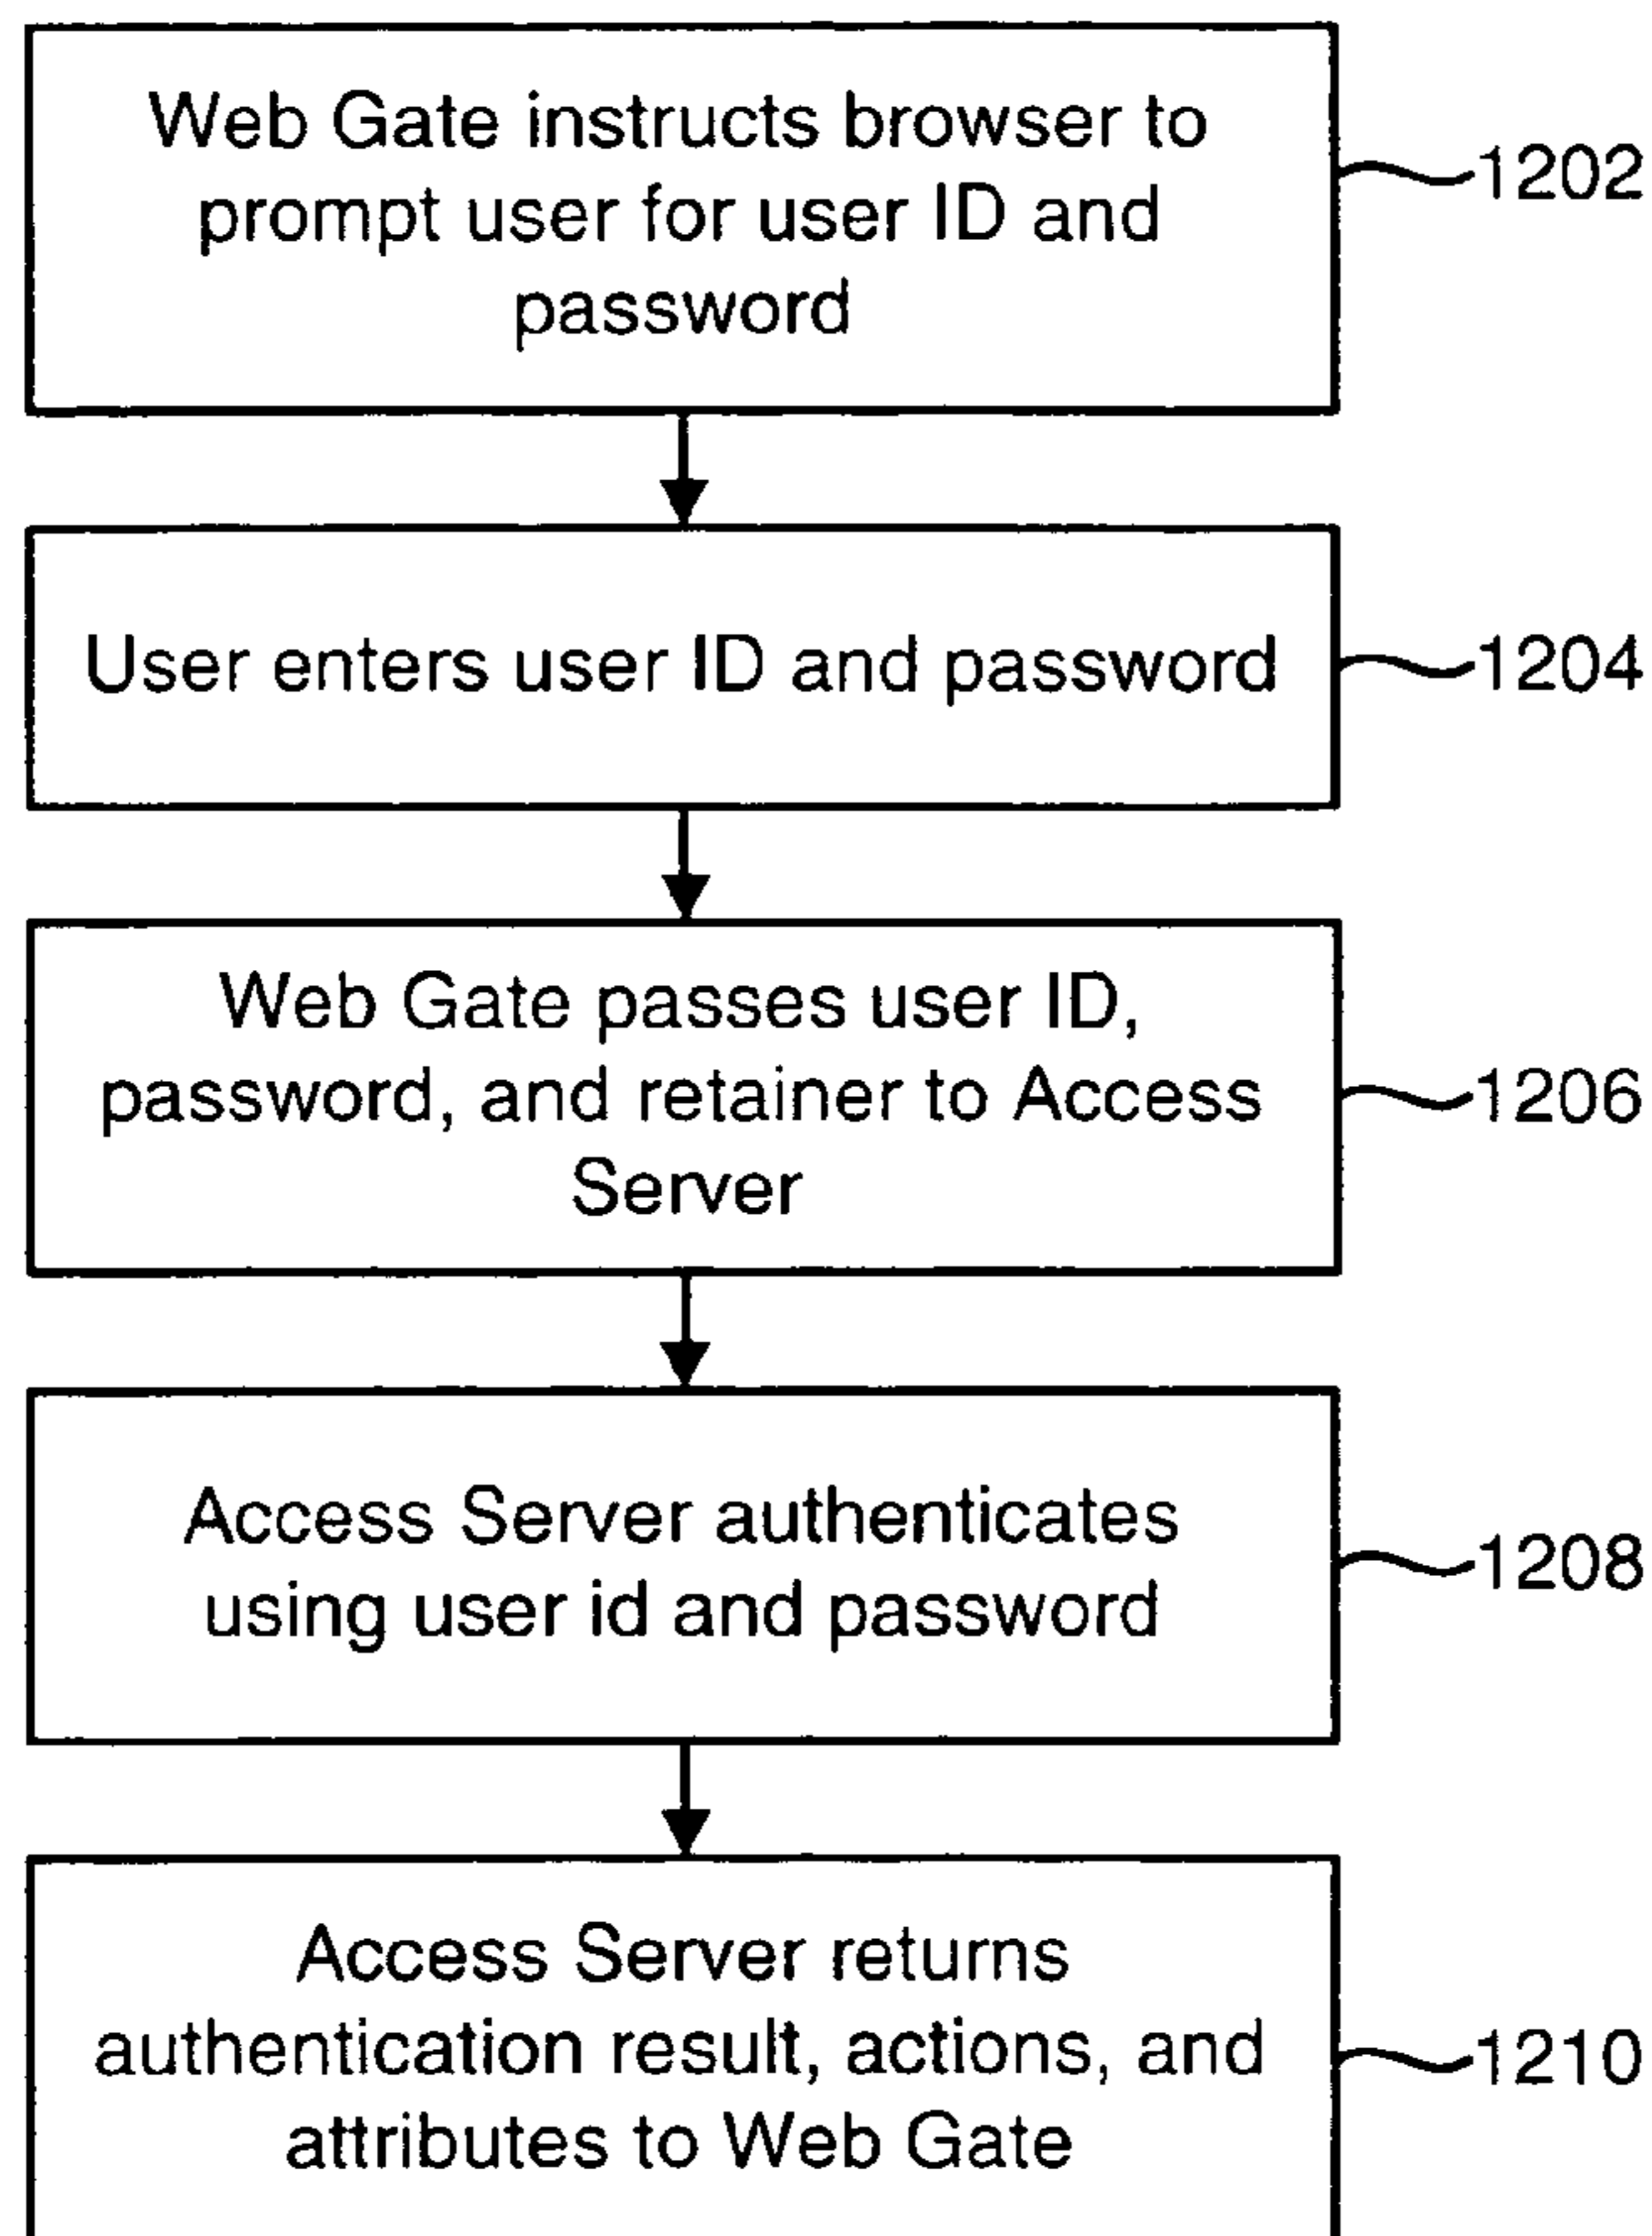 Web Gate instructs browser to
prompt user for user ID and
password
1202
User enters user ID and password
1204
Web Gate passes user ID,
password, and retainer to Access
Server
1206
Access Server authenticates
using user id and password
1208
Access Server returns
authentication result, actions, and
attributes to Web Gate
1210